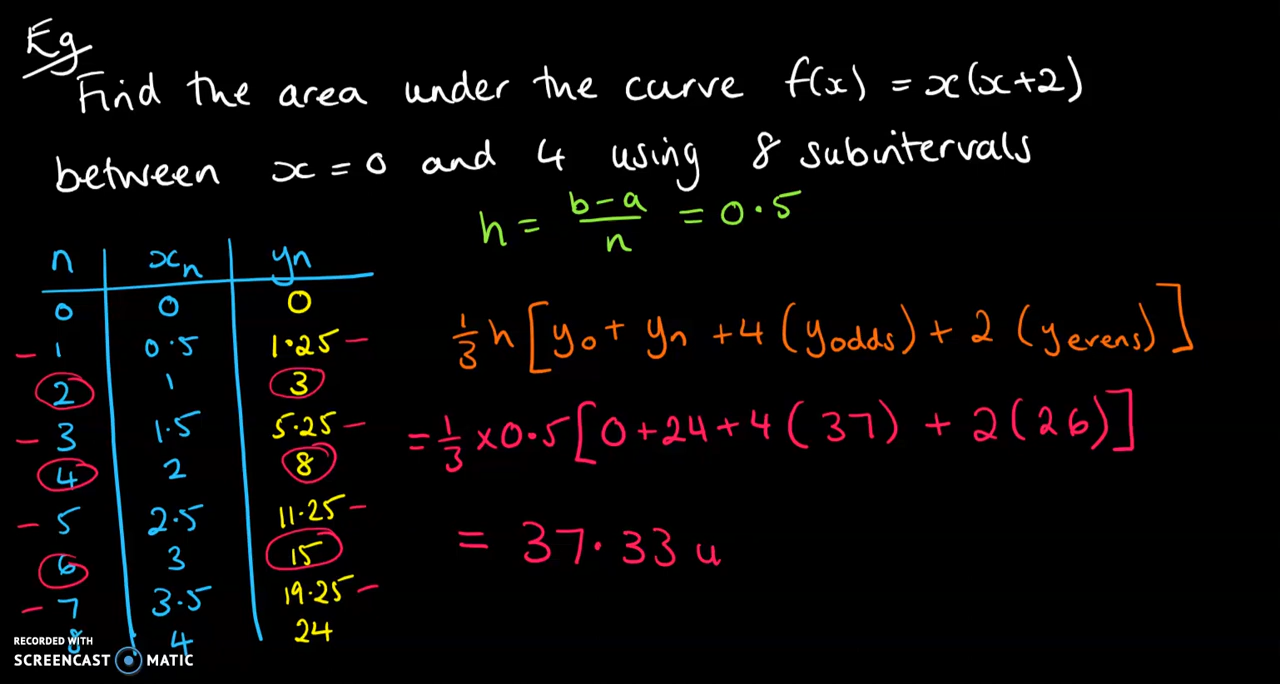 Eg
Find the area under the curve f(x) = x(x+2)
between x = 0 and 4 using 8 subintervals
h = b-a/n = 0.5
n xₙ yₙ
0 0 0
1 0.5 1.25
2 1 3
3 1.5 5.25
4 2 8
5 2.5 11.25
6 3 15
7 3.5 19.25
8 4 24
1/3 h [y₀ + yₙ + 4 (y odds) + 2 (y evens)]
= 1/3 × 0.5 [0 + 24 + 4 (37) + 2 (26)]
= 37.33 u
RECORDED WITH
SCREENCAST MATIC